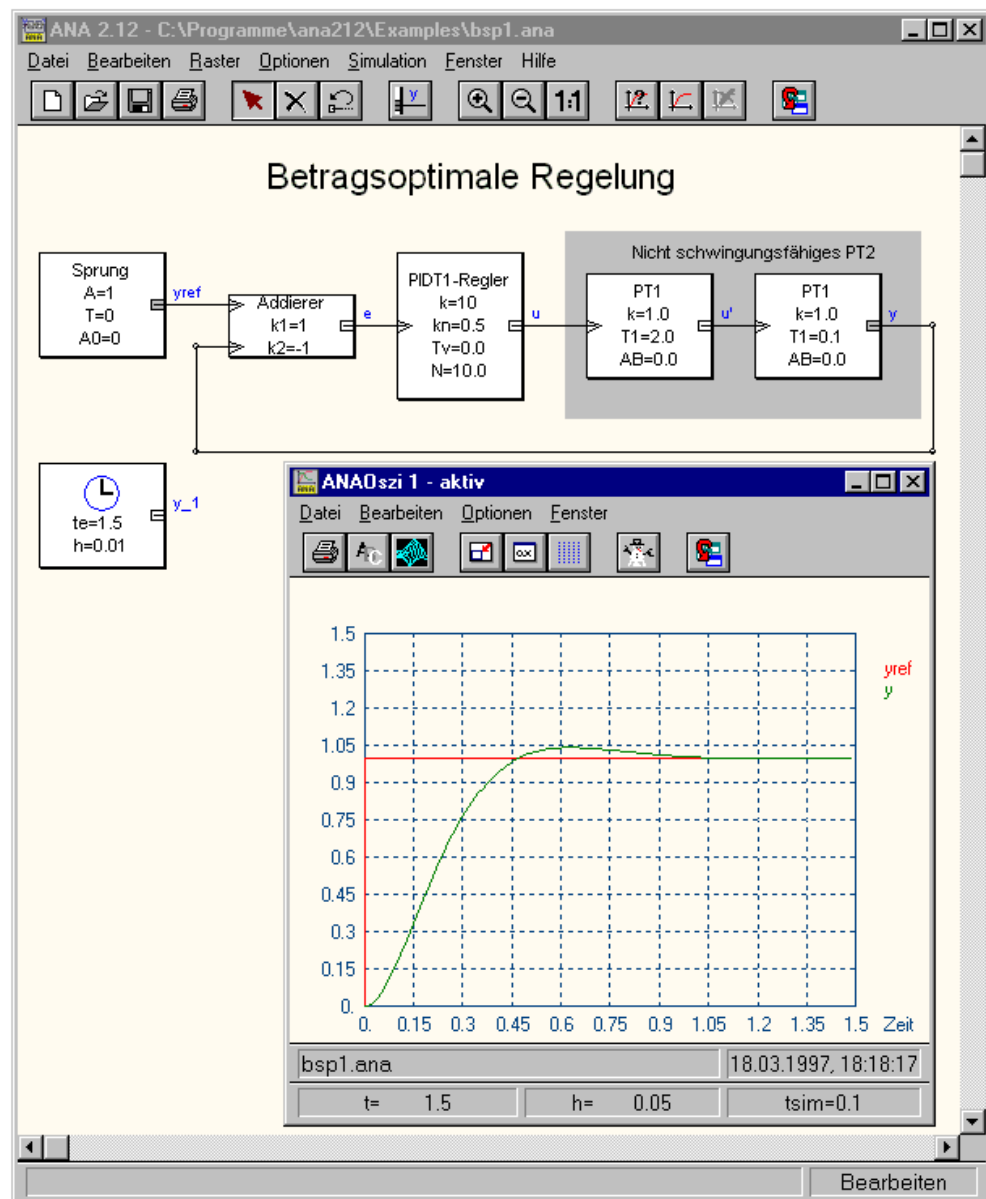 ANA 2.12 - C:\Programme\ana212\Examples\bsp1.ana
Datei Bearbeiten Raster Optionen Simulation Fenster Hilfe
y
1:1
Betragsoptimale Regelung
Sprung
A=1
T=0
A0=0
yref
Addierer
k1=1
k2=-1
e
PIDT1-Regler
k=10
kn=0.5
Tv=0.0
N=10.0
u
Nicht schwingungsfähiges PT2
PT1
k=1.0
T1=2.0
AB=0.0
u'
PT1
k=1.0
T1=0.1
AB=0.0
y
te=1.5
h=0.01
y_1
ANAOszi 1 - aktiv
Datei Bearbeiten Optionen Fenster
1.5
1.35
1.2
1.05
0.9
0.75
0.6
0.45
0.3
0.15
0.
yref
y
0. 0.15 0.3 0.45 0.6 0.75 0.9 1.05 1.2 1.35 1.5 Zeit
bsp1.ana 18.03.1997, 18:18:17
t= 1.5 h= 0.05 tsim=0.1
Bearbeiten